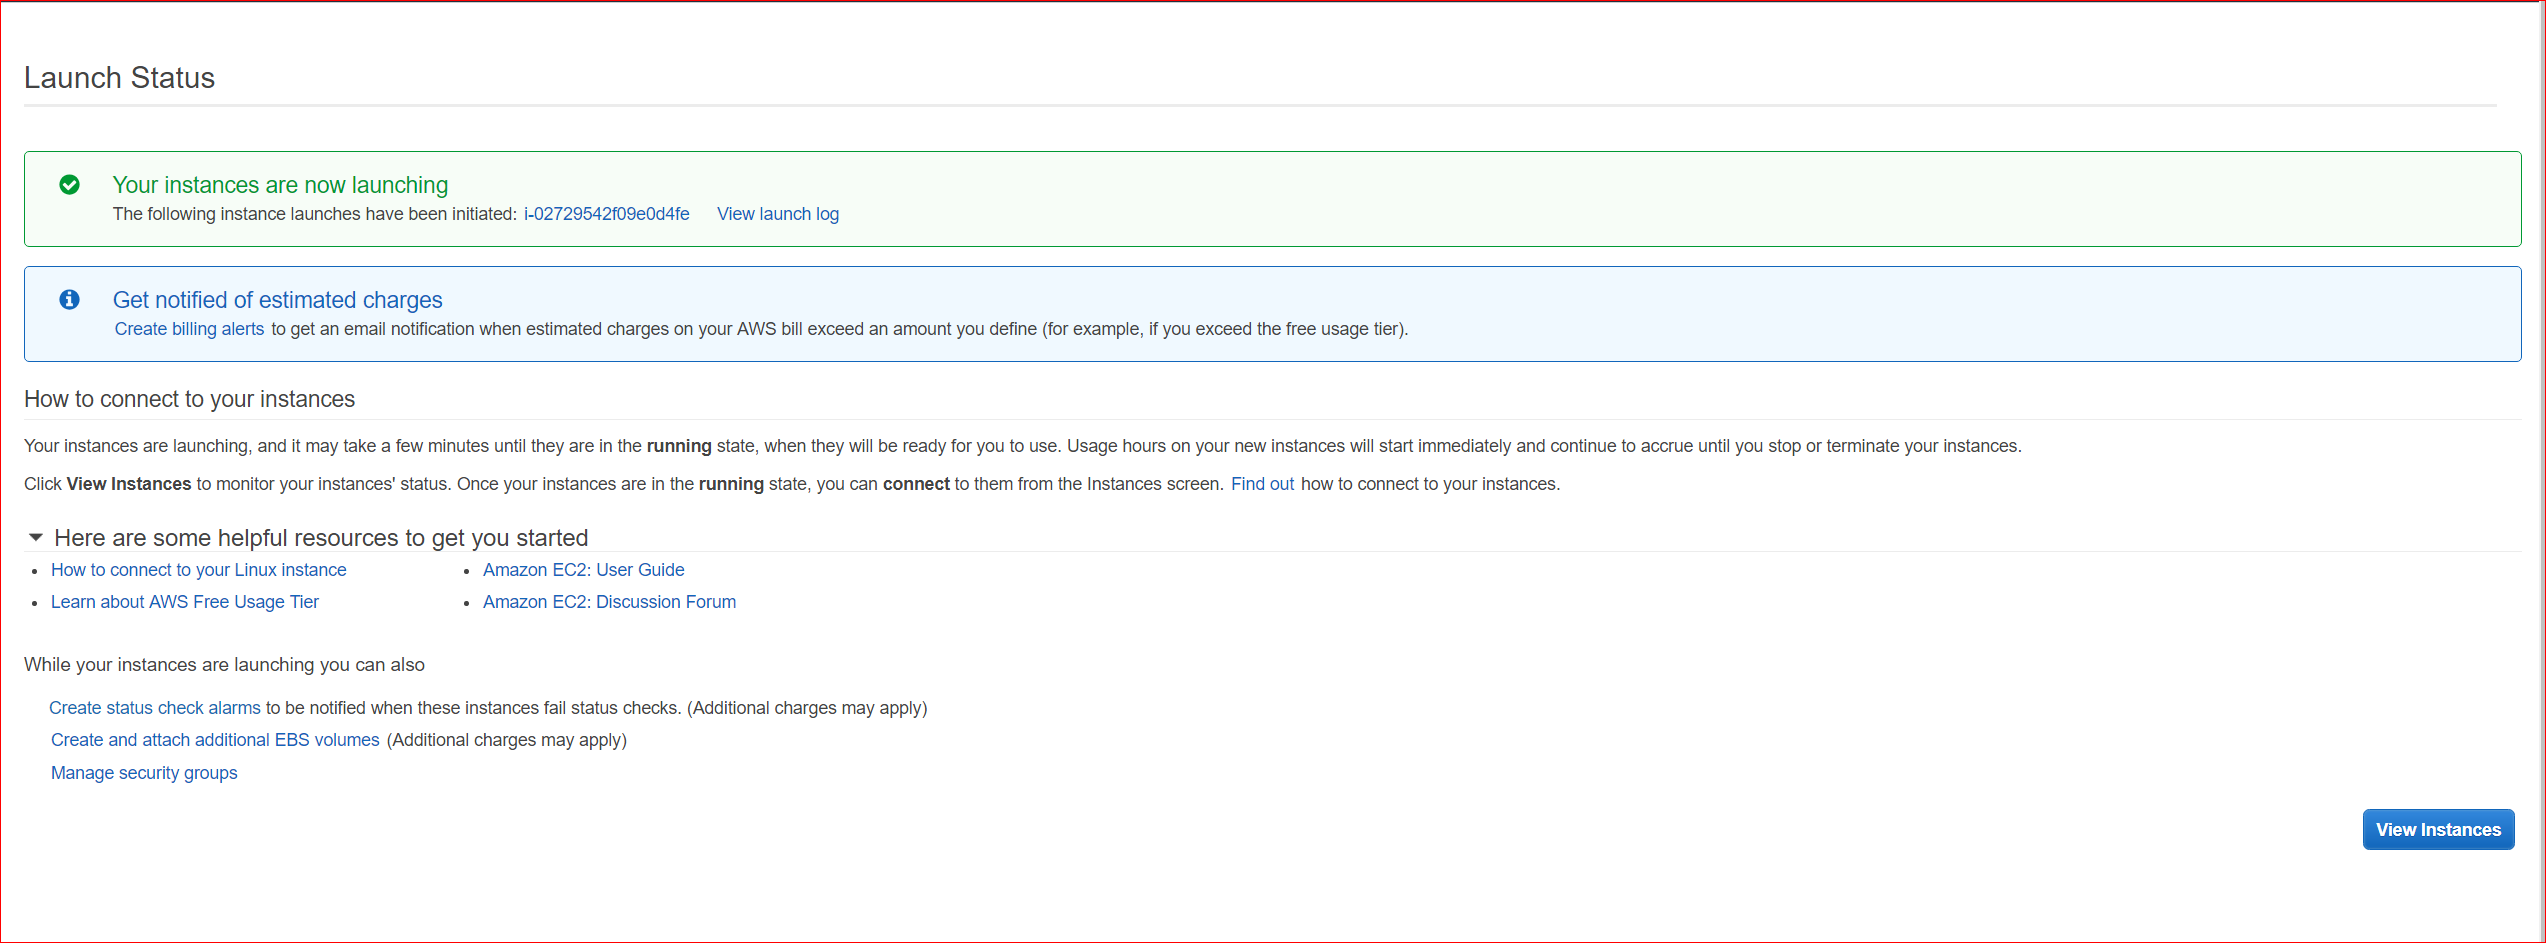 Launch Status
Your instances are now launching
The following instance launches have been initiated: i-02729542f09e0d4fe View launch log
Get notified of estimated charges
Create billing alerts to get an email notification when estimated charges on your AWS bill exceed an amount you define (for example, if you exceed the free usage tier).
How to connect to your instances
Your instances are launching, and it may take a few minutes until they are in the running state, when they will be ready for you to use. Usage hours on your new instances will start immediately and continue to accrue until you stop or terminate your instances.
Click View Instances to monitor your instances' status. Once your instances are in the running state, you can connect to them from the Instances screen. Find out how to connect to your instances.
Here are some helpful resources to get you started
How to connect to your Linux instance
Amazon EC2: User Guide
Learn about AWS Free Usage Tier
Amazon EC2: Discussion Forum
While your instances are launching you can also
Create status check alarms to be notified when these instances fail status checks. (Additional charges may apply)
Create and attach additional EBS volumes (Additional charges may apply)
Manage security groups
View Instances